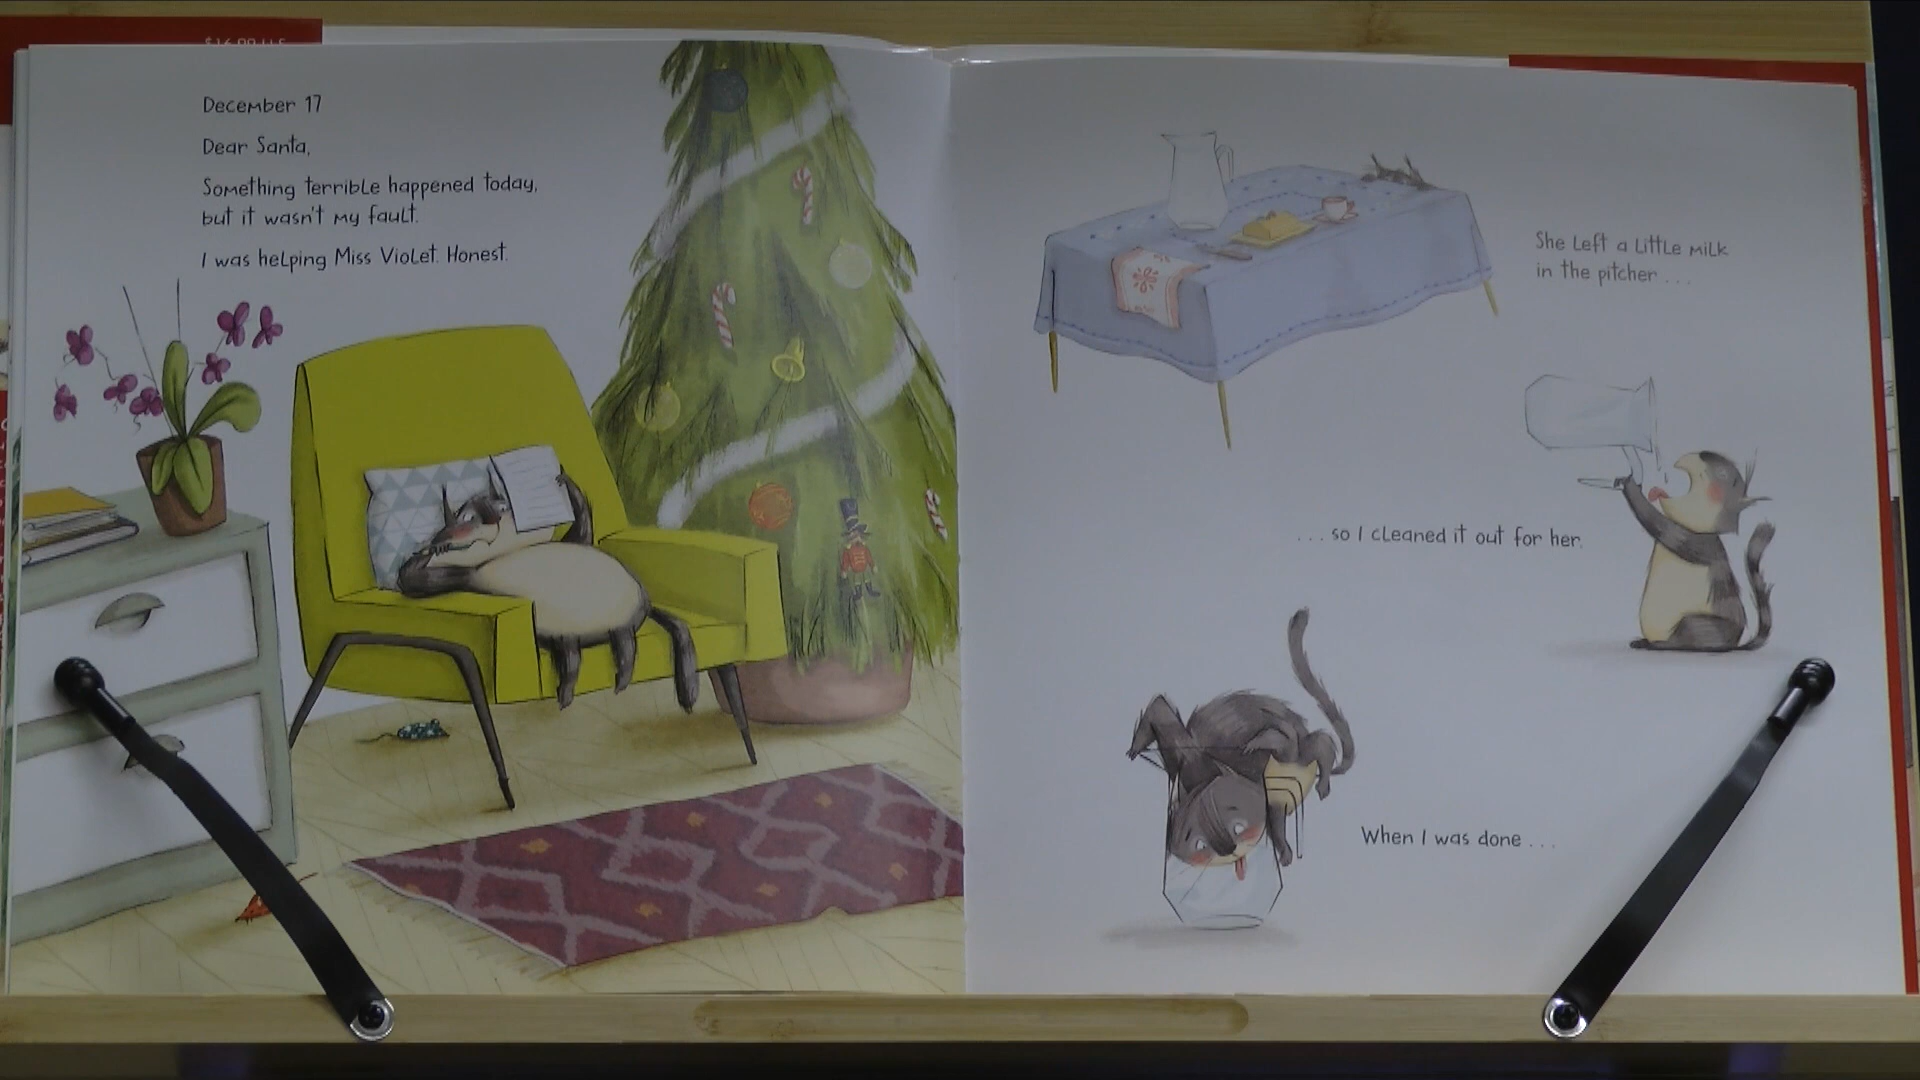 December 17
Dear Santa,
Something terrible happened today,
but it wasn't my fault.
I was helping Miss Violet. Honest.
She left a little milk
in the pitcher . . .
. . . so I cleaned it out for her.
When I was done . . .